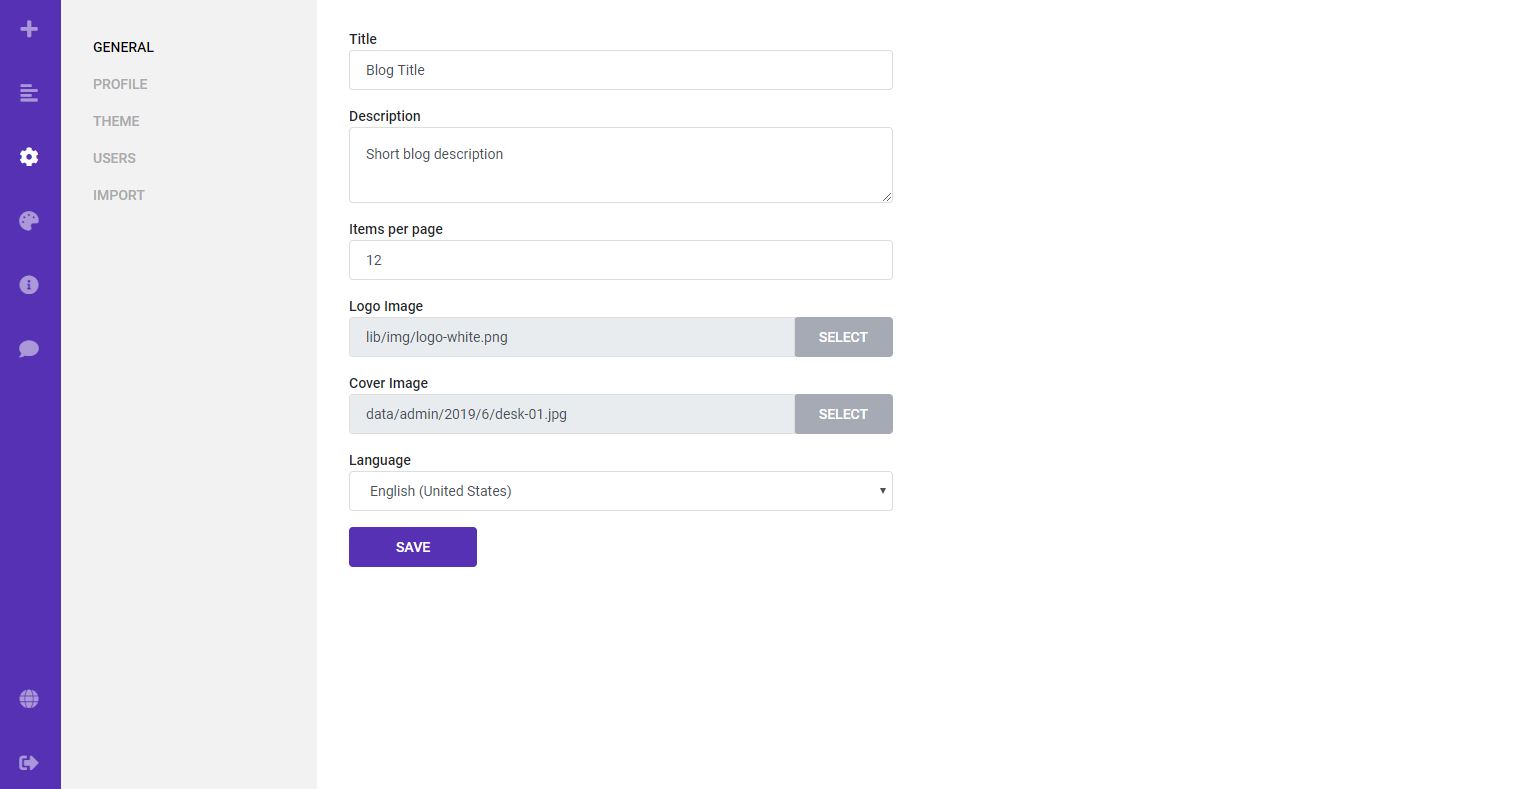 GENERAL
PROFILE
THEME
USERS
IMPORT
Title
Blog Title
Description
Short blog description
Items per page
12
Logo Image
lib/img/logo-white.png
SELECT
Cover Image
data/admin/2019/6/desk-01.jpg
SELECT
Language
English (United States)
SAVE